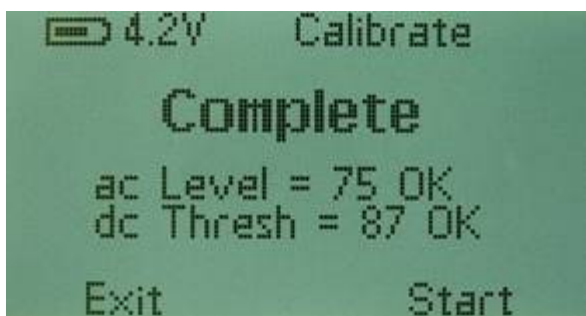 4.2V Calibrate
Complete
ac Level = 75 OK
dc Thresh = 87 OK
Exit Start